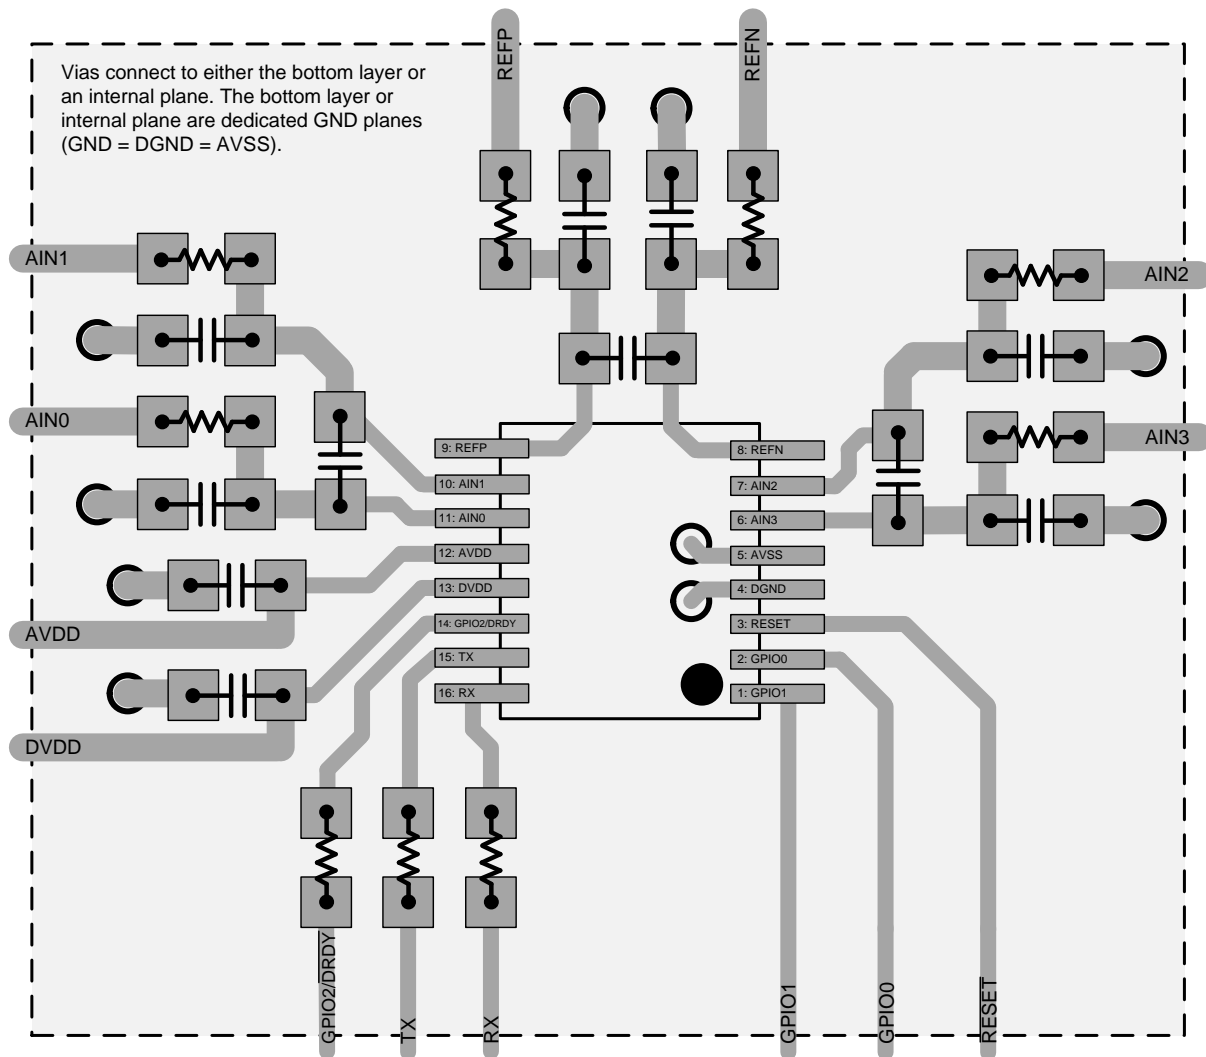 REFP
REFN
Vias connect to either the bottom layer or
an internal plane. The bottom layer or
internal plane are dedicated GND planes
(GND = DGND = AVSS).
AIN1
AIN2
AIN0
AIN3
9: REFP
8: REFN
10: AIN1
7: AIN2
11: AIN0
6: AIN3
12: AVDD
5: AVSS
13: DVDD
4: DGND
14: GPIO2/DRDY
3: RESET
15: TX
2: GPIO0
16: RX
1: GPIO1
AVDD
DVDD
GPIO2/D̅R̅D̅Y̅
TX
RX
GPIO1
GPIO0
R̅E̅S̅E̅T̅